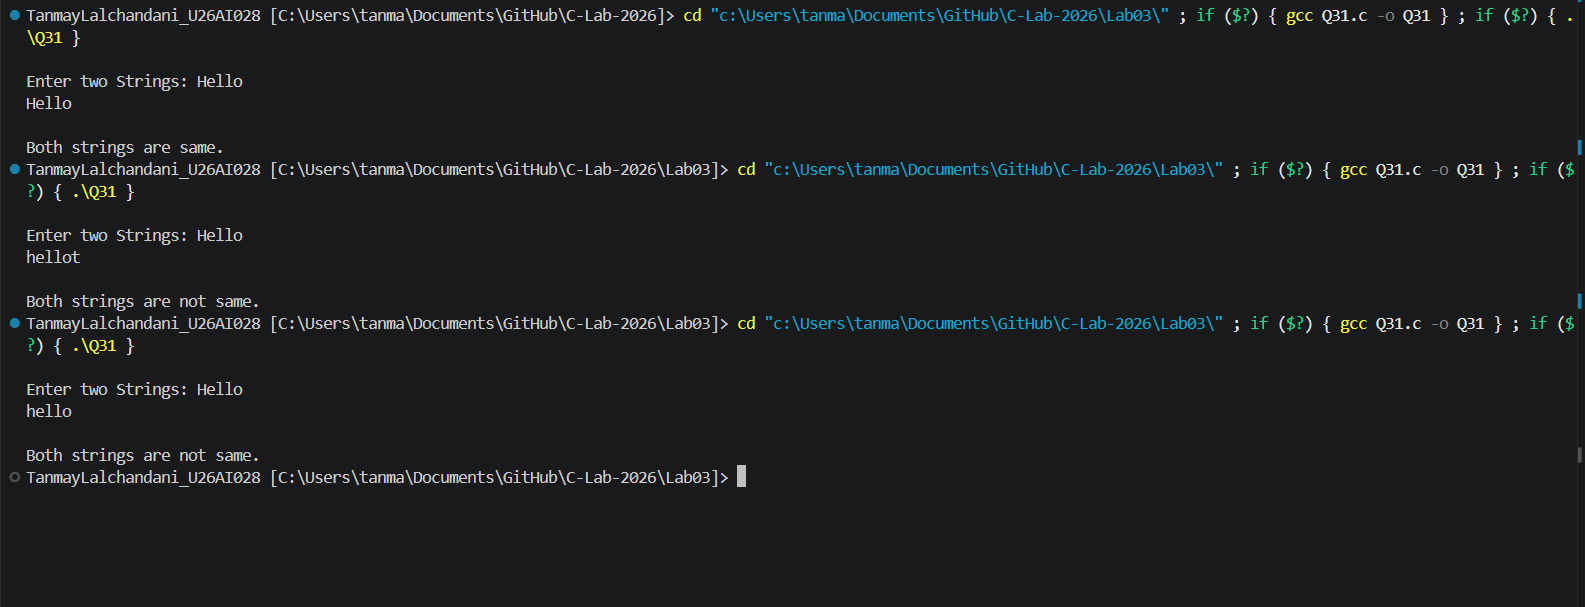 TanmayLalchandani_U26AI028 [C:\Users\tanma\Documents\GitHub\C-Lab-2026]> cd "c:\Users\tanma\Documents\GitHub\C-Lab-2026\Lab03\" ; if ($?) { gcc Q31.c -o Q31 } ; if ($?) { .
\Q31 }
Enter two Strings: Hello
Hello
Both strings are same.
TanmayLalchandani_U26AI028 [C:\Users\tanma\Documents\GitHub\C-Lab-2026\Lab03]> cd "c:\Users\tanma\Documents\GitHub\C-Lab-2026\Lab03\" ; if ($?) { gcc Q31.c -o Q31 } ; if ($
?) { .\Q31 }
Enter two Strings: Hello
hellot
Both strings are not same.
TanmayLalchandani_U26AI028 [C:\Users\tanma\Documents\GitHub\C-Lab-2026\Lab03]> cd "c:\Users\tanma\Documents\GitHub\C-Lab-2026\Lab03\" ; if ($?) { gcc Q31.c -o Q31 } ; if ($
?) { .\Q31 }
Enter two Strings: Hello
hello
Both strings are not same.
TanmayLalchandani_U26AI028 [C:\Users\tanma\Documents\GitHub\C-Lab-2026\Lab03]>